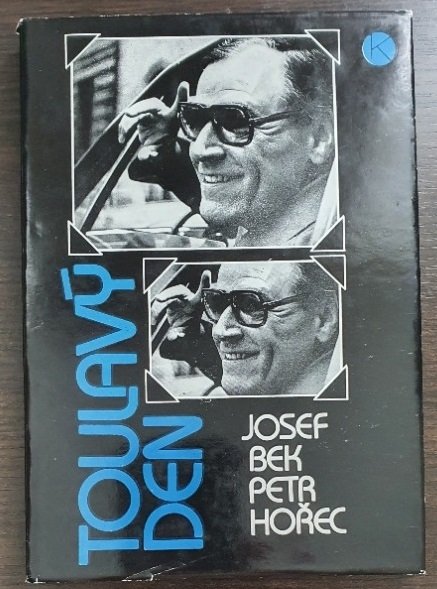 K
TOULAVÝ
DEN
JOSEF
BEK
PETR
HOŘEC